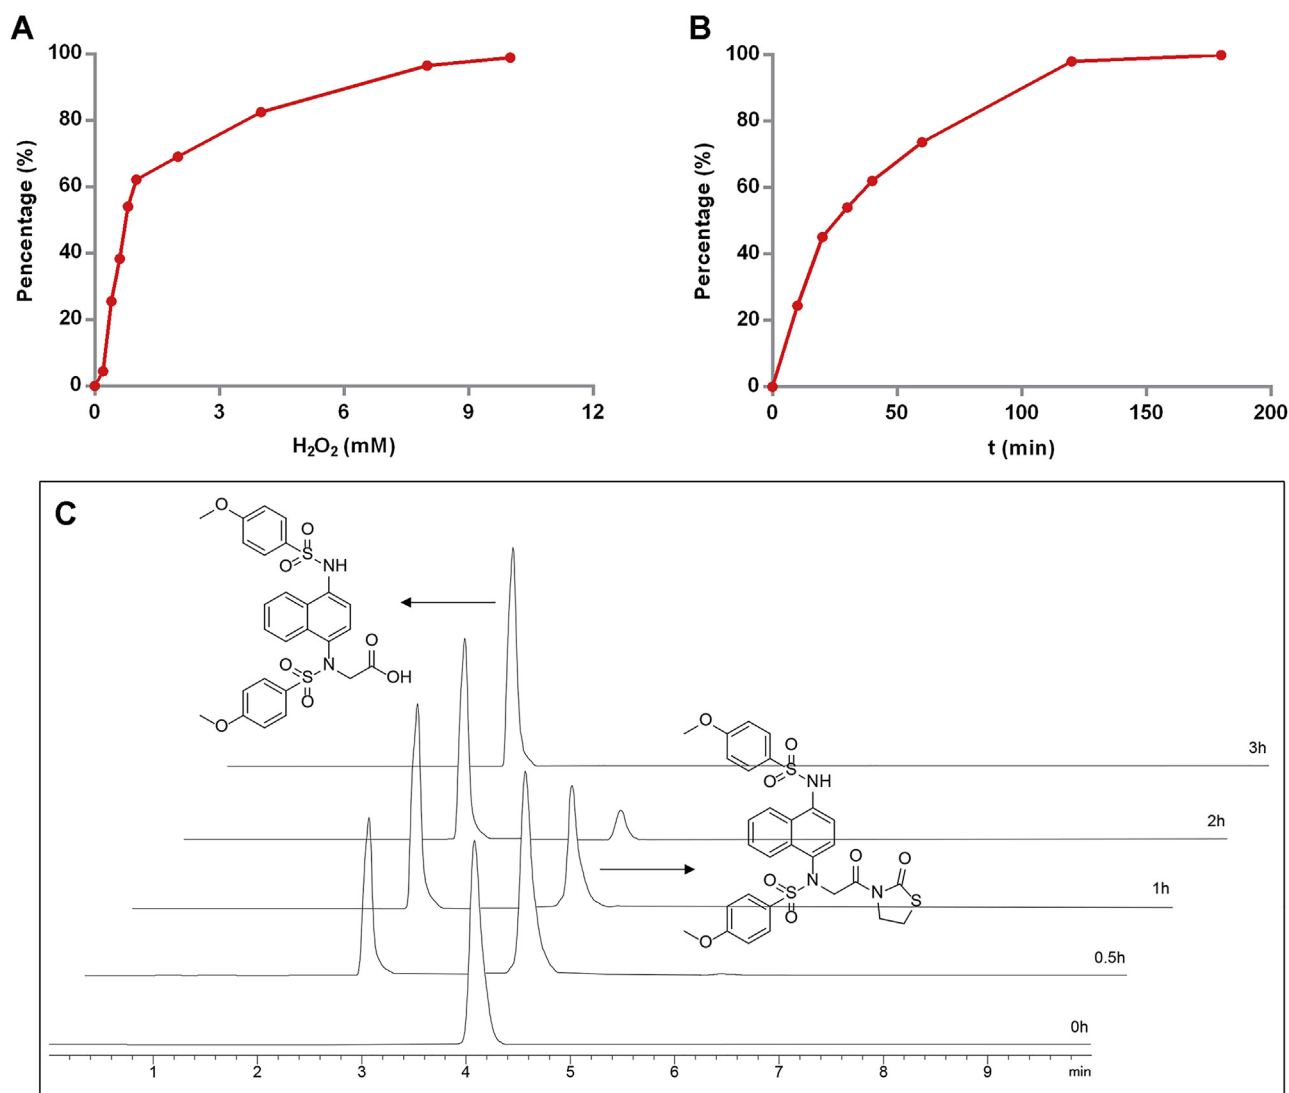 A
Pencentage (%)
100
80
60
40
20
0
0 3 6 9 12
H₂O₂ (mM)
B
Percentage (%)
100
80
60
40
20
0
0 50 100 150 200
t (min)
C
O
O
S
O
NH
O
O
S
N
OH
O
O
3h
O
O
S
O
NH
2h
O
O
O
S
N
N
S
O
O
1h
0.5h
0h
1 2 3 4 5 6 7 8 9 min